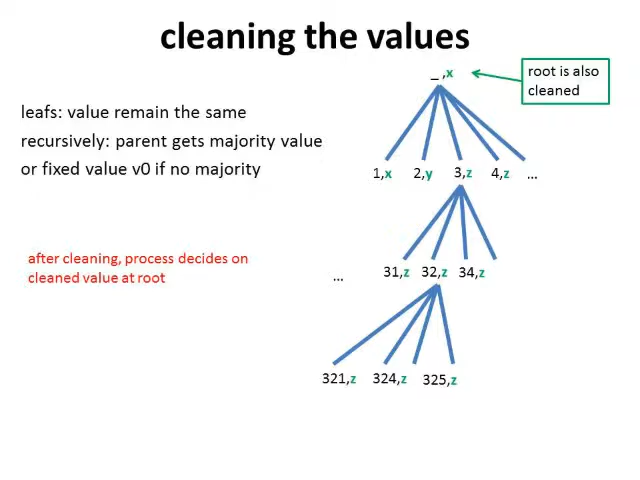 cleaning the values
_ ,x
root is also
cleaned
leafs: value remain the same
recursively: parent gets majority value
or fixed value v0 if no majority
1,x 2,y 3,z 4,z ...
after cleaning, process decides on
cleaned value at root
... 31,z 32,z 34,z
321,z 324,z 325,z